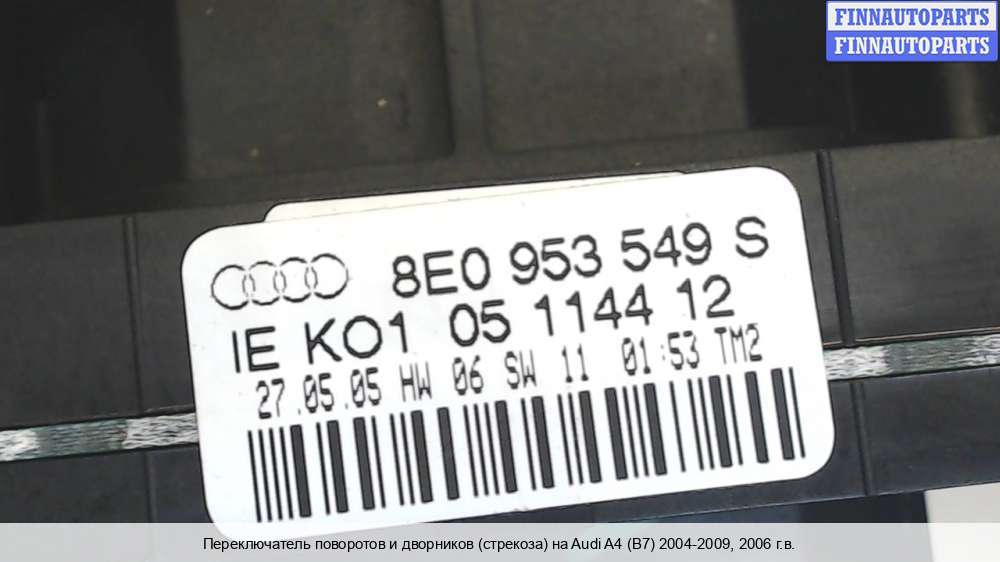 FINNAUTOPARTS
FINNAUTOPARTS
8E0 953 549 S
IE KO1 05 1144 12
27.05.05 HW 06 SW 11 01:53 TM2
Переключатель поворотов и дворников (стрекоза) на Audi A4 (B7) 2004-2009, 2006 г.в.